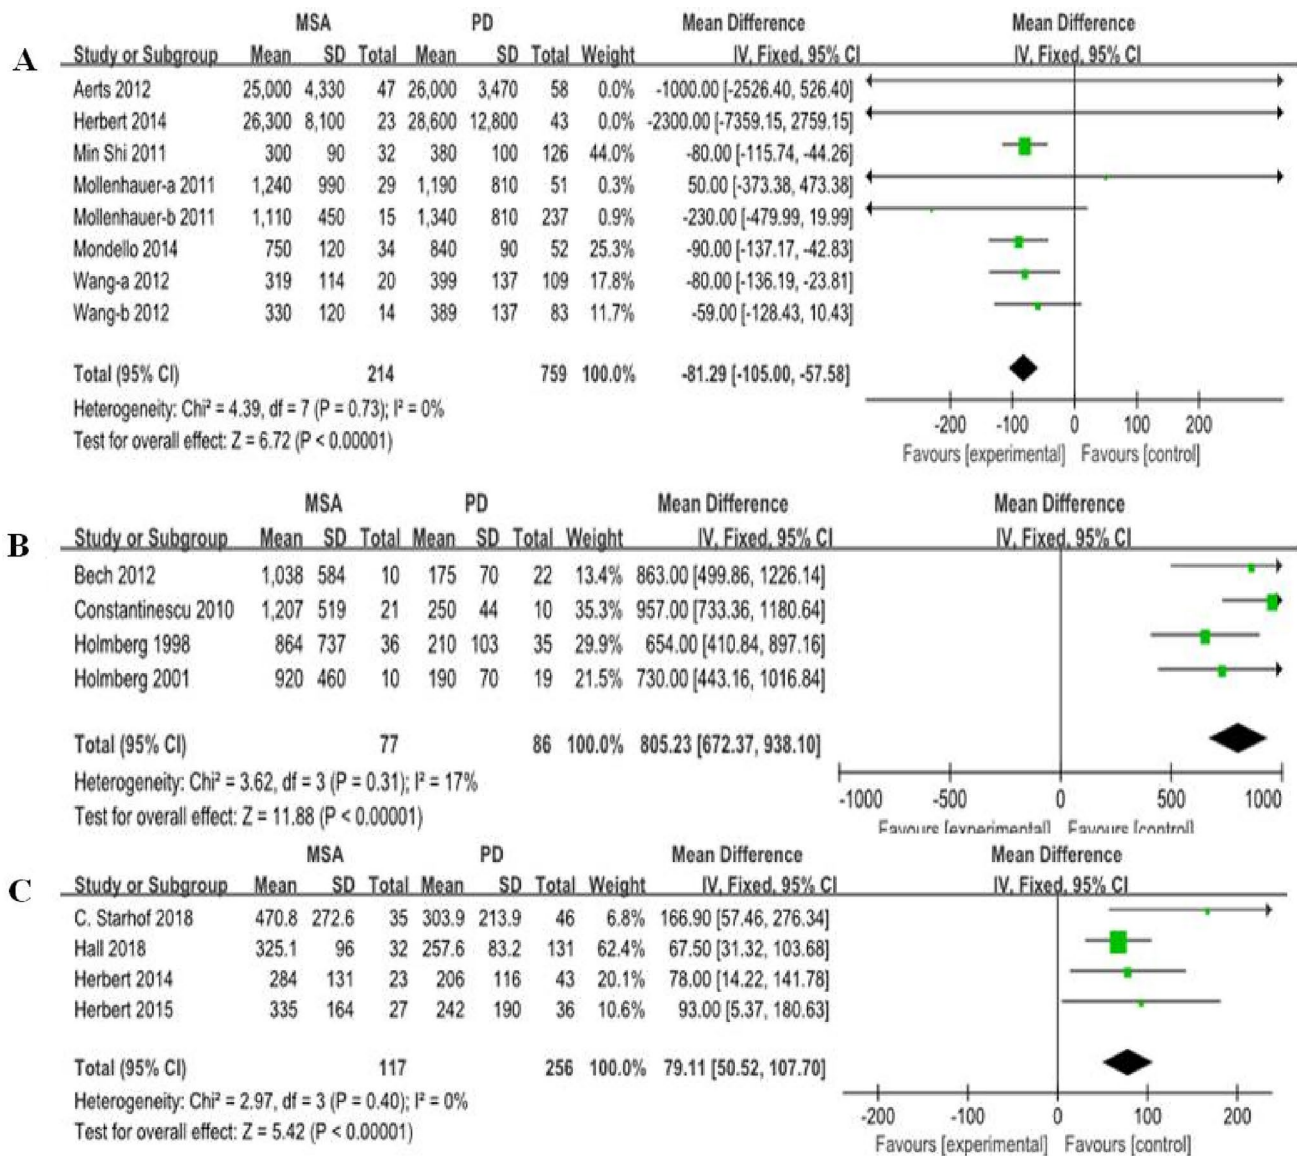 MSA PD Mean Difference Mean Difference
A Study or Subgroup Mean SD Total Mean SD Total Weight IV, Fixed, 95% CI IV, Fixed, 95% CI
Aerts 2012 25,000 4,330 47 26,000 3,470 58 0.0% -1000.00 [-2526.40, 526.40]
Herbert 2014 26,300 8,100 23 28,600 12,800 43 0.0% -2300.00 [-7359.15, 2759.15]
Min Shi 2011 300 90 32 380 100 126 44.0% -80.00 [-115.74, -44.26]
Mollenhauer-a 2011 1,240 990 29 1,190 810 51 0.3% 50.00 [-373.38, 473.38]
Mollenhauer-b 2011 1,110 450 15 1,340 810 237 0.9% -230.00 [-479.99, 19.99]
Mondello 2014 750 120 34 840 90 52 25.3% -90.00 [-137.17, -42.83]
Wang-a 2012 319 114 20 399 137 109 17.8% -80.00 [-136.19, -23.81]
Wang-b 2012 330 120 14 389 137 83 11.7% -59.00 [-128.43, 10.43]
Total (95% CI) 214 759 100.0% -81.29 [-105.00, -57.58]
Heterogeneity: Chi² = 4.39, df = 7 (P = 0.73); I² = 0%
-200 -100 0 100 200
Test for overall effect: Z = 6.72 (P < 0.00001)
Favours [experimental] Favours [control]
MSA PD Mean Difference Mean Difference
B Study or Subgroup Mean SD Total Mean SD Total Weight IV, Fixed, 95% CI IV, Fixed, 95% CI
Bech 2012 1,038 584 10 175 70 22 13.4% 863.00 [499.86, 1226.14]
Constantinescu 2010 1,207 519 21 250 44 10 35.3% 957.00 [733.36, 1180.64]
Holmberg 1998 864 737 36 210 103 35 29.9% 654.00 [410.84, 897.16]
Holmberg 2001 920 460 10 190 70 19 21.5% 730.00 [443.16, 1016.84]
Total (95% CI) 77 86 100.0% 805.23 [672.37, 938.10]
Heterogeneity: Chi² = 3.62, df = 3 (P = 0.31); I² = 17%
-1000 -500 0 500 1000
Test for overall effect: Z = 11.88 (P < 0.00001)
Favours [experimental] Favours [control]
MSA PD Mean Difference Mean Difference
C Study or Subgroup Mean SD Total Mean SD Total Weight IV, Fixed, 95% CI IV, Fixed, 95% CI
C. Starhof 2018 470.8 272.6 35 303.9 213.9 46 6.8% 166.90 [57.46, 276.34]
Hall 2018 325.1 96 32 257.6 83.2 131 62.4% 67.50 [31.32, 103.68]
Herbert 2014 284 131 23 206 116 43 20.1% 78.00 [14.22, 141.78]
Herbert 2015 335 164 27 242 190 36 10.6% 93.00 [5.37, 180.63]
Total (95% CI) 117 256 100.0% 79.11 [50.52, 107.70]
Heterogeneity: Chi² = 2.97, df = 3 (P = 0.40); I² = 0%
-200 -100 0 100 200
Test for overall effect: Z = 5.42 (P < 0.00001)
Favours [experimental] Favours [control]